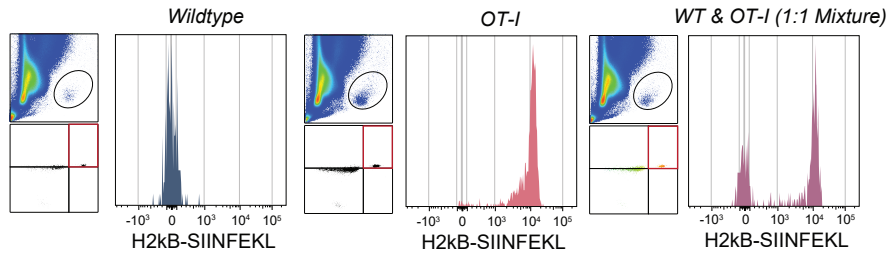 Wildtype
OT-I
WT & OT-I (1:1 Mixture)
-10³ 0 10³ 10⁴ 10⁵
-10³ 0 10³ 10⁴ 10⁵
-10³ 0 10³ 10⁴ 10⁵
H2kB-SIINFEKL
H2kB-SIINFEKL
H2kB-SIINFEKL